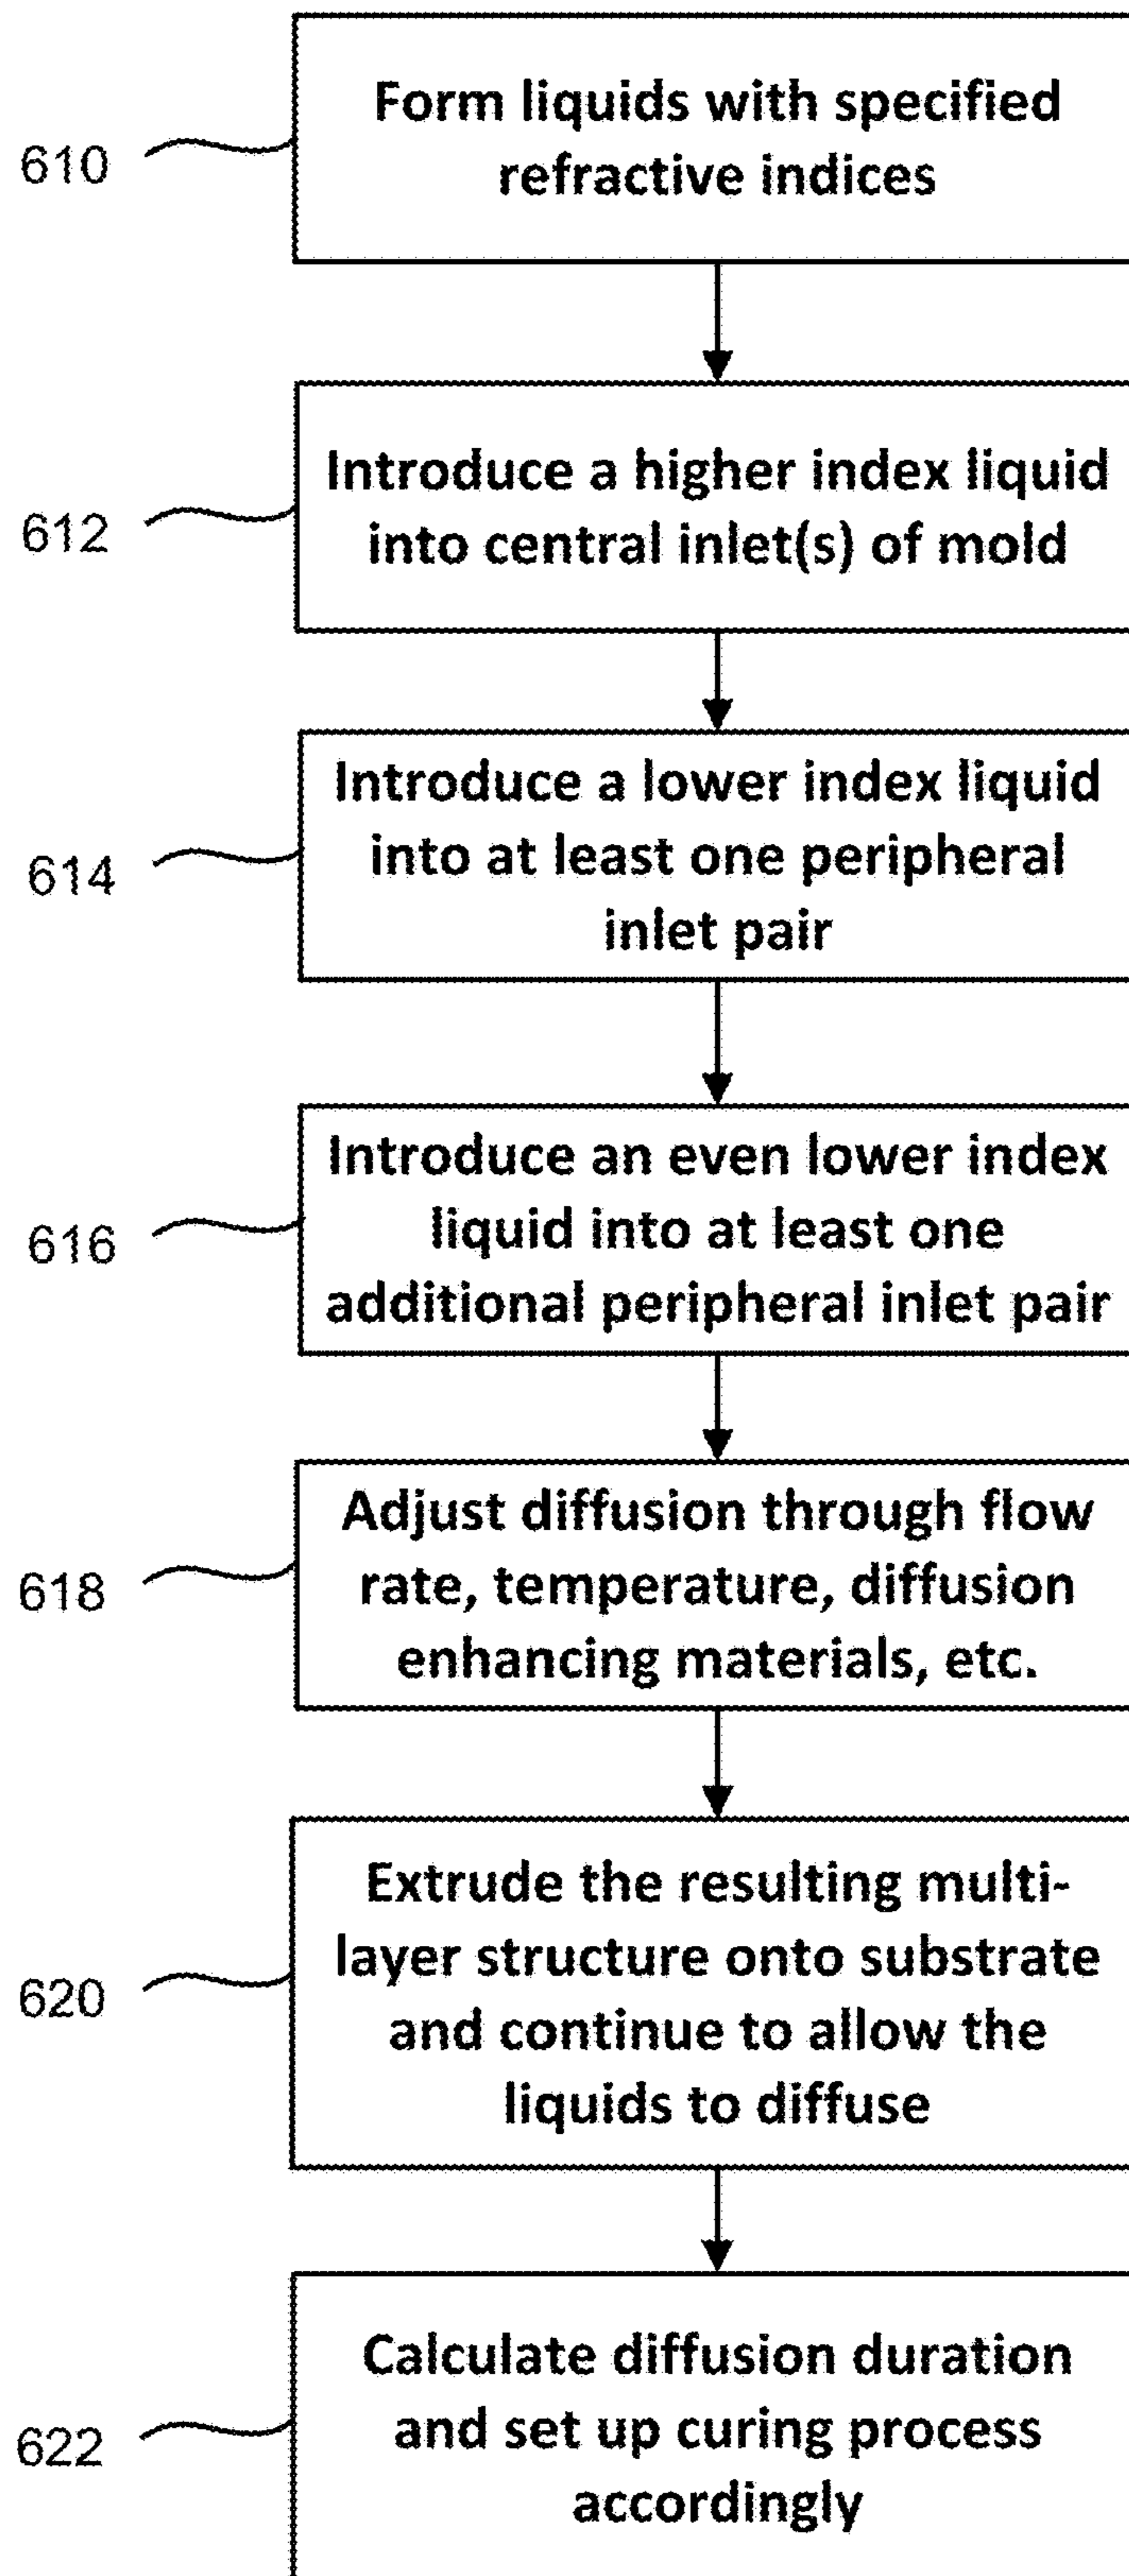 610
Form liquids with specified
refractive indices
612
Introduce a higher index liquid
into central inlet(s) of mold
614
Introduce a lower index liquid
into at least one peripheral
inlet pair
616
Introduce an even lower index
liquid into at least one
additional peripheral inlet pair
618
Adjust diffusion through flow
rate, temperature, diffusion
enhancing materials, etc.
620
Extrude the resulting multi-
layer structure onto substrate
and continue to allow the
liquids to diffuse
622
Calculate diffusion duration
and set up curing process
accordingly